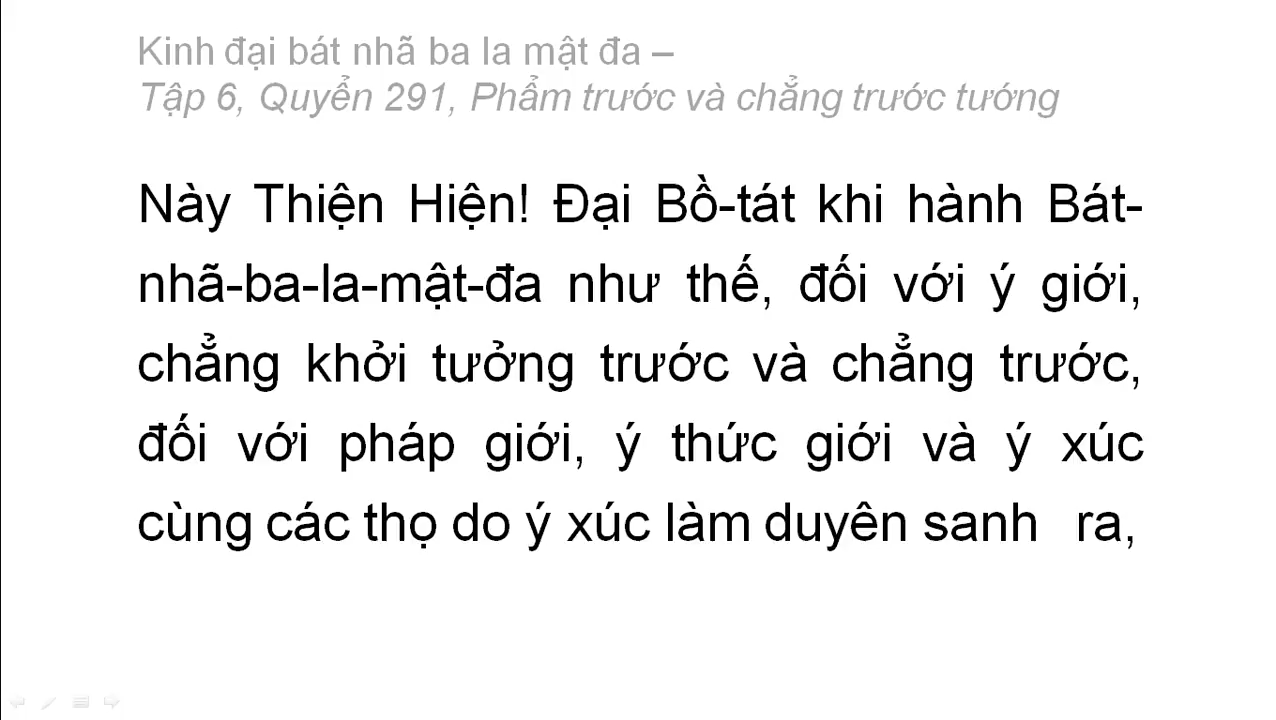 Kinh đại bát nhã ba la mật đa –
Tập 6, Quyển 291, Phẩm trước và chẳng trước tướng
Này Thiện Hiện! Đại Bồ-tát khi hành Bát-
nhã-ba-la-mật-đa như thế, đối với ý giới,
chẳng khởi tưởng trước và chẳng trước,
đối với pháp giới, ý thức giới và ý xúc
cùng các thọ do ý xúc làm duyên sanh ra,